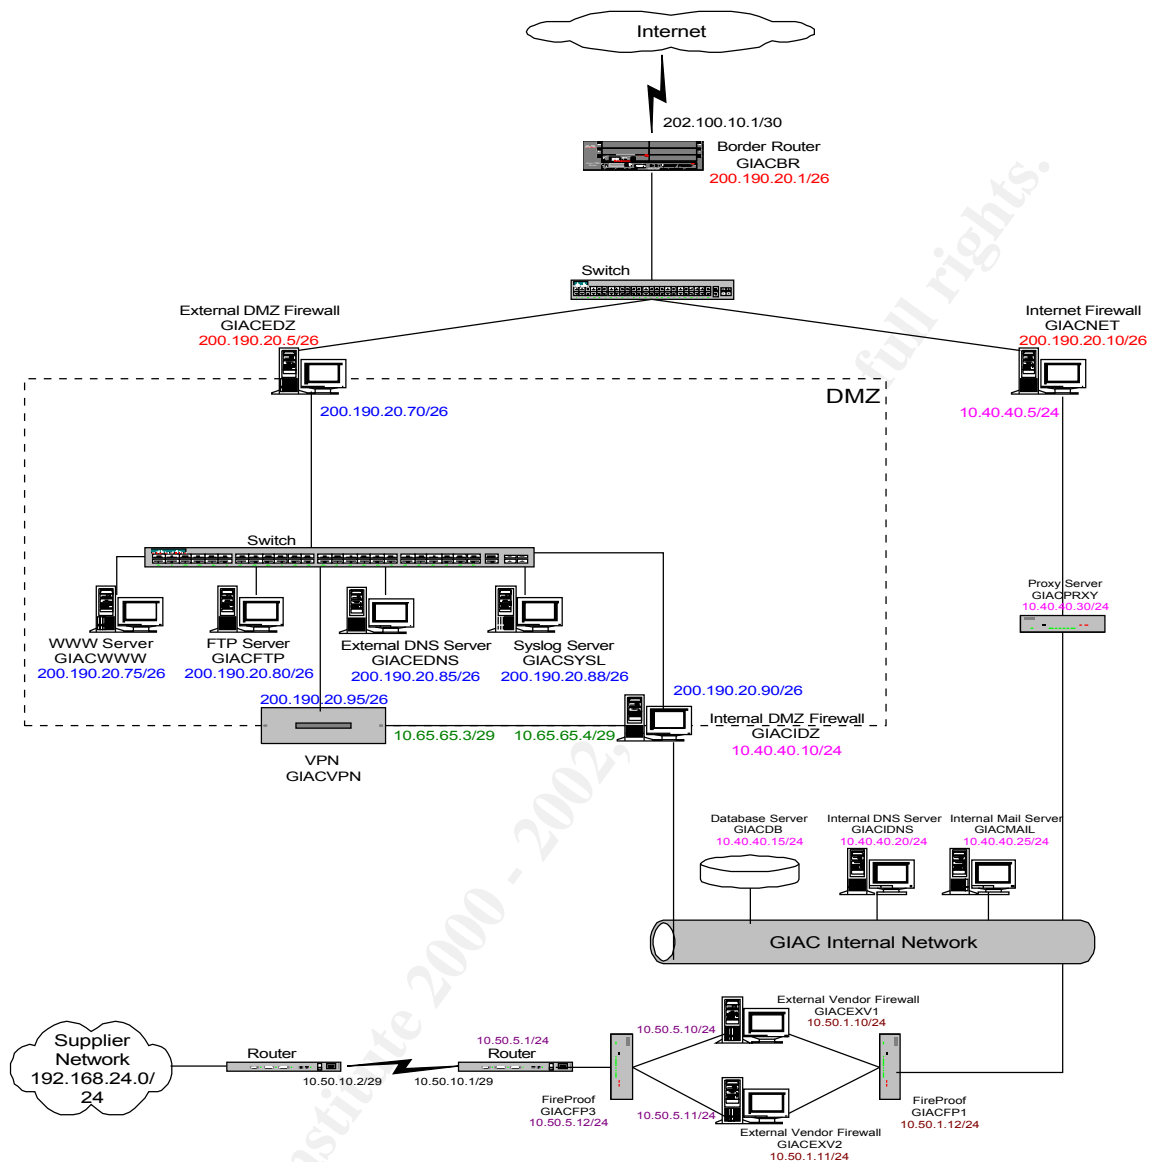 Internet
202.100.10.1/30
Border Router
GIACBR
200.190.20.1/26
Switch
External DMZ Firewall
GIACEDZ
200.190.20.5/26
Internet Firewall
GIACNET
200.190.20.10/26
DMZ
200.190.20.70/26
10.40.40.5/24
Switch
Proxy Server
GIACPRXY
10.40.40.30/24
WWW Server
GIACWWW
200.190.20.75/26
FTP Server
GIACFTP
200.190.20.80/26
External DNS Server
GIACEDNS
200.190.20.85/26
Syslog Server
GIACSYSL
200.190.20.88/26
200.190.20.95/26
200.190.20.90/26
Internal DMZ Firewall
GIACIDZ
10.40.40.10/24
10.65.65.3/29
10.65.65.4/29
VPN
GIACVPN
Database Server
GIACDB
10.40.40.15/24
Internal DNS Server
GIACIDNS
10.40.40.20/24
Internal Mail Server
GIACMAIL
10.40.40.25/24
GIAC Internal Network
External Vendor Firewall
GIACEXV1
10.50.1.10/24
10.50.5.10/24
Supplier
Network
192.168.24.0/
24
Router
10.50.10.2/29
10.50.5.1/24
Router
10.50.10.1/29
FireProof
GIACFP3
10.50.5.12/24
10.50.5.11/24
External Vendor Firewall
GIACEXV2
10.50.1.11/24
FireProof
GIACFP1
10.50.1.12/24
stitute 2000 - 2002,
full rights.